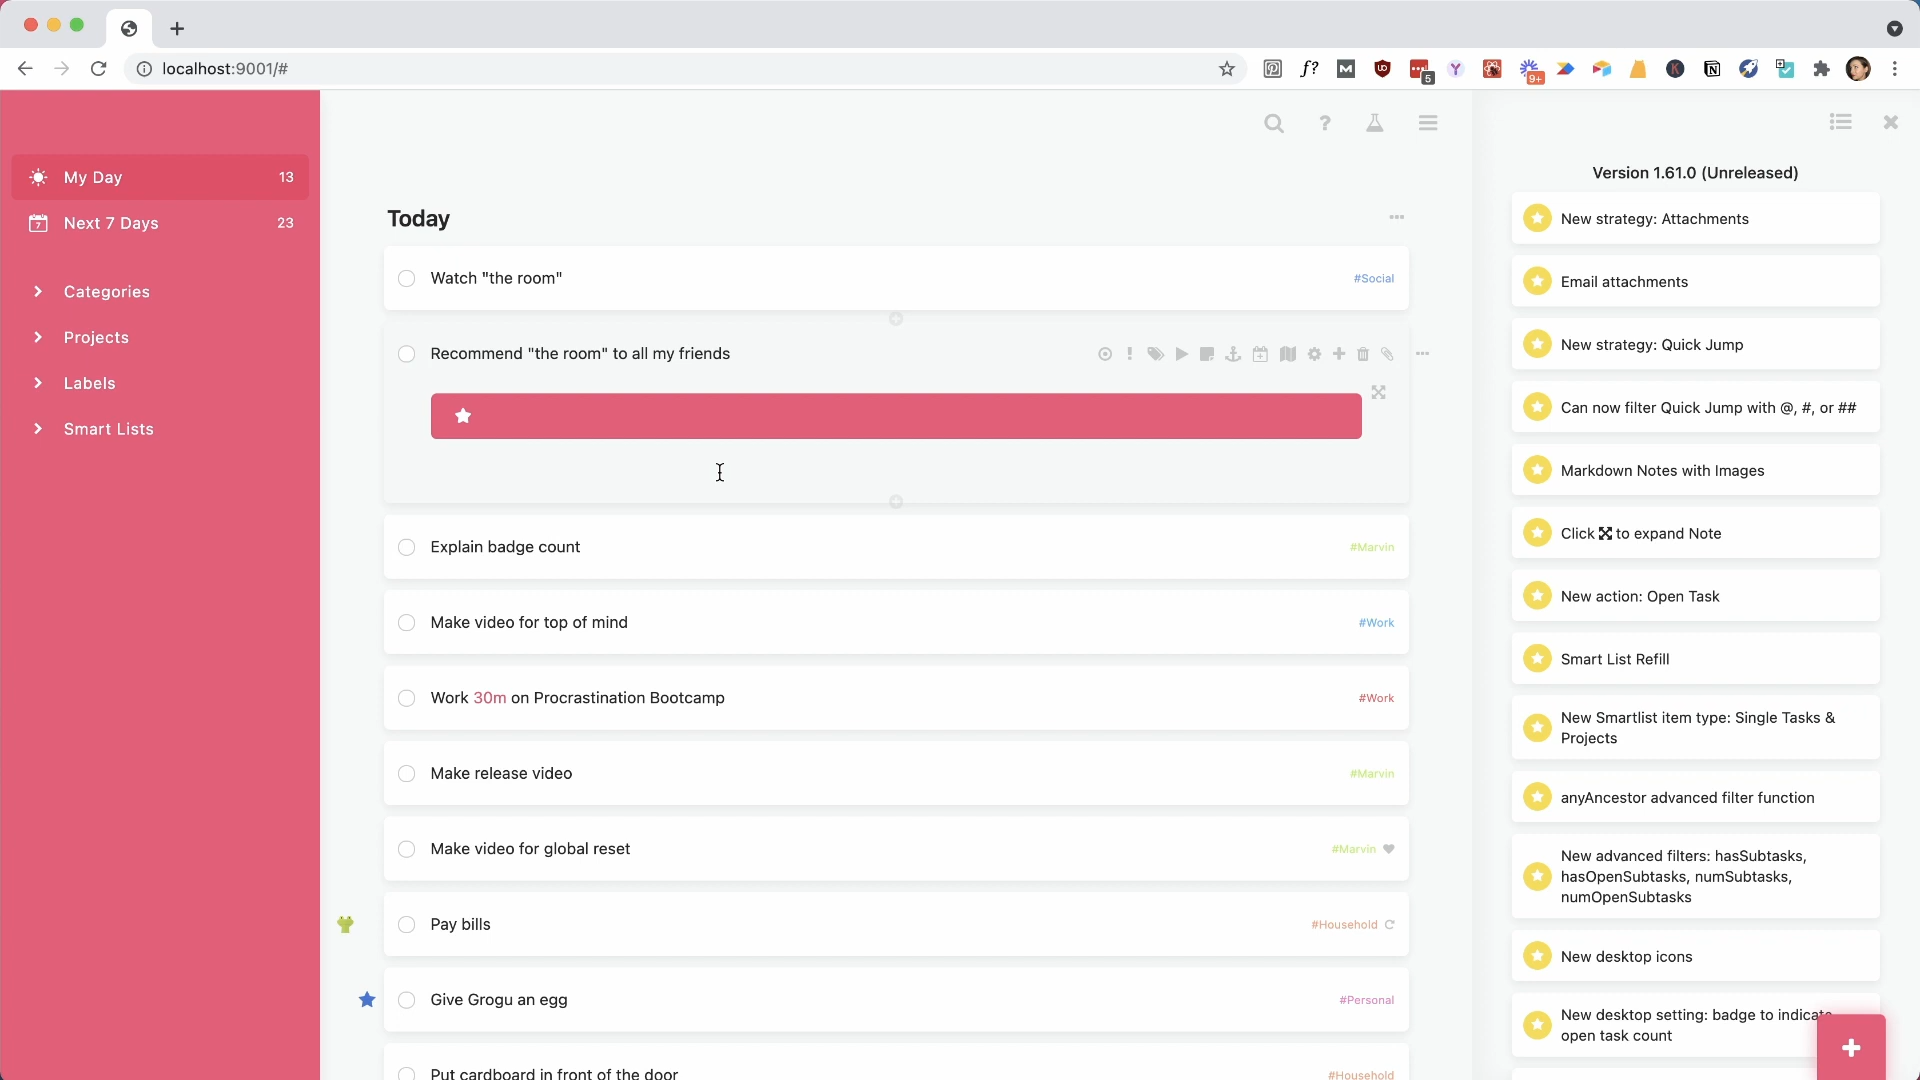 localhost:9001/#
5
9+
My Day 13
Next 7 Days 23
Categories
Projects
Labels
Smart Lists
Today
Watch "the room" #Social
Recommend "the room" to all my friends
Explain badge count #Marvin
Make video for top of mind #Work
Work 30m on Procrastination Bootcamp #Work
Make release video #Marvin
Make video for global reset #Marvin
Pay bills #Household
Give Grogu an egg #Personal
Put cardboard in front of the door #Household
Version 1.61.0 (Unreleased)
New strategy: Attachments
Email attachments
New strategy: Quick Jump
Can now filter Quick Jump with @, #, or ##
Markdown Notes with Images
Click to expand Note
New action: Open Task
Smart List Refill
New Smartlist item type: Single Tasks &
Projects
anyAncestor advanced filter function
New advanced filters: hasSubtasks,
hasOpenSubtasks, numSubtasks,
numOpenSubtasks
New desktop icons
New desktop setting: badge to indicate
open task count